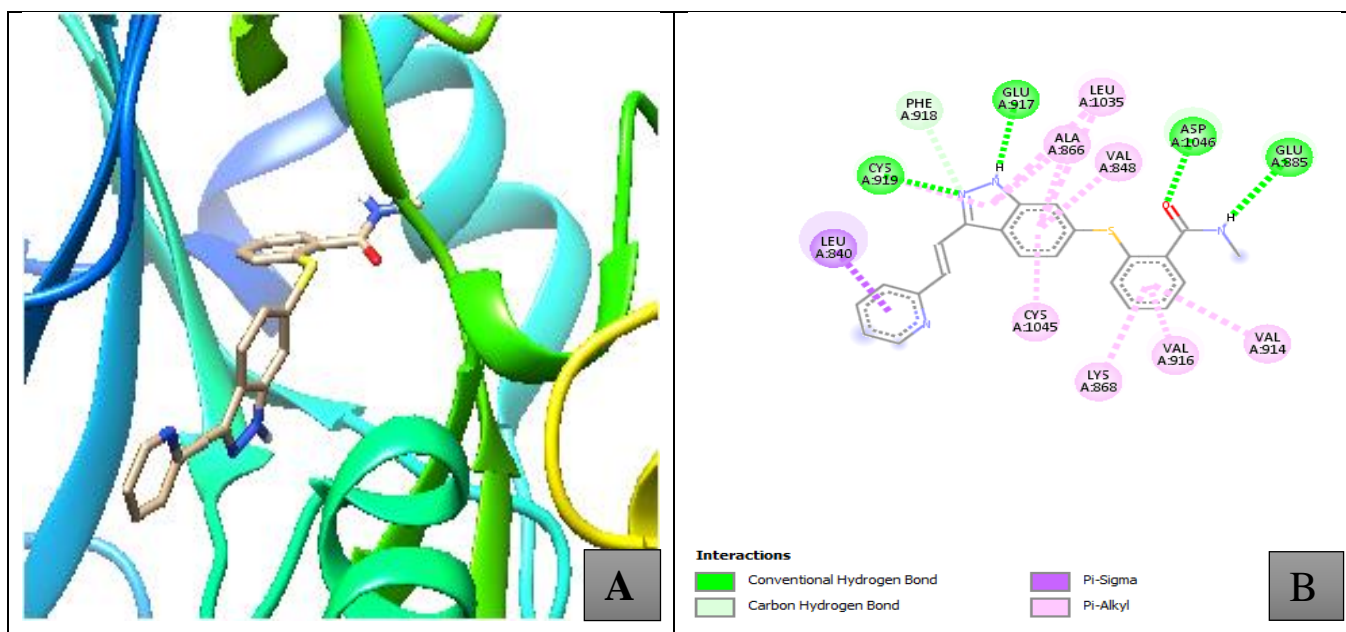 A
PHE
A:918
GLU
A:917
LEU
A:1035
ALA
A:866
VAL
A:848
ASP
A:1046
GLU
A:885
CYS
A:919
H
N
N
O
H
N
S
LEU
A:840
N
CYS
A:1045
LYS
A:868
VAL
A:916
VAL
A:914
Interactions
Conventional Hydrogen Bond
Carbon Hydrogen Bond
Pi-Sigma
Pi-Alkyl
B